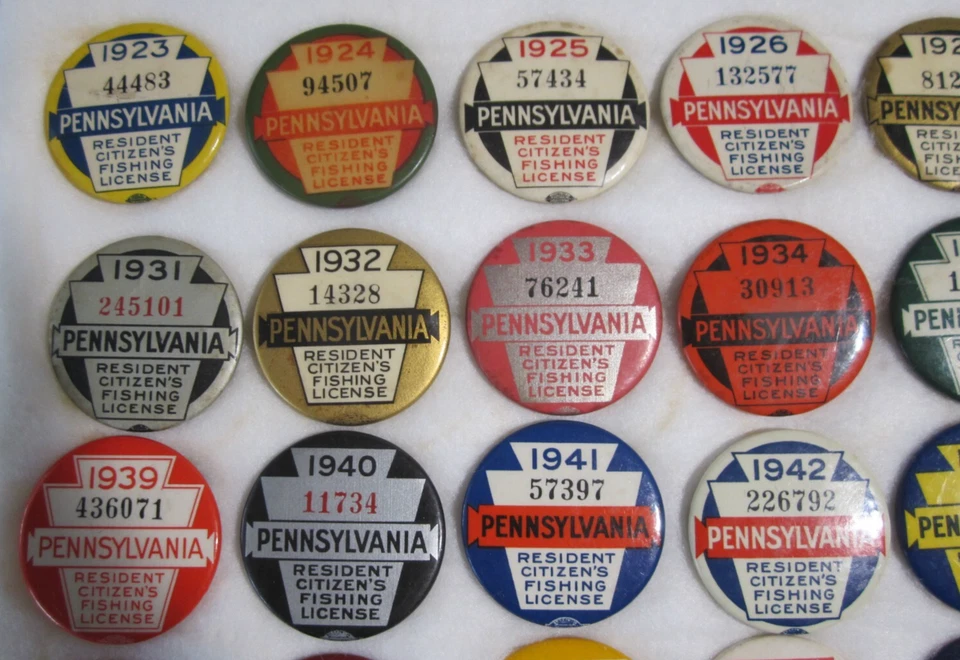 1923
44483
PENNSYLVANIA
RESIDENT
CITIZEN'S
FISHING
LICENSE
1924
94507
PENNSYLVANIA
RESIDENT
CITIZEN'S
FISHING
LICENSE
1925
57434
PENNSYLVANIA
RESIDENT
CITIZEN'S
FISHING
LICENSE
1926
132577
PENNSYLVANIA
RESIDENT
CITIZEN'S
FISHING
LICENSE
1931
245101
PENNSYLVANIA
RESIDENT
CITIZEN'S
FISHING
LICENSE
1932
14328
PENNSYLVANIA
RESIDENT
CITIZEN'S
FISHING
LICENSE
1933
76241
PENNSYLVANIA
RESIDENT
CITIZEN'S
FISHING
LICENSE
1934
30913
PENNSYLVANIA
RESIDENT
CITIZEN'S
FISHING
LICENSE
1939
436071
PENNSYLVANIA
RESIDENT
CITIZEN'S
FISHING
LICENSE
1940
11734
PENNSYLVANIA
RESIDENT
CITIZEN'S
FISHING
LICENSE
1941
57397
PENNSYLVANIA
RESIDENT
CITIZEN'S
FISHING
LICENSE
1942
226792
PENNSYLVANIA
RESIDENT
CITIZEN'S
FISHING
LICENSE